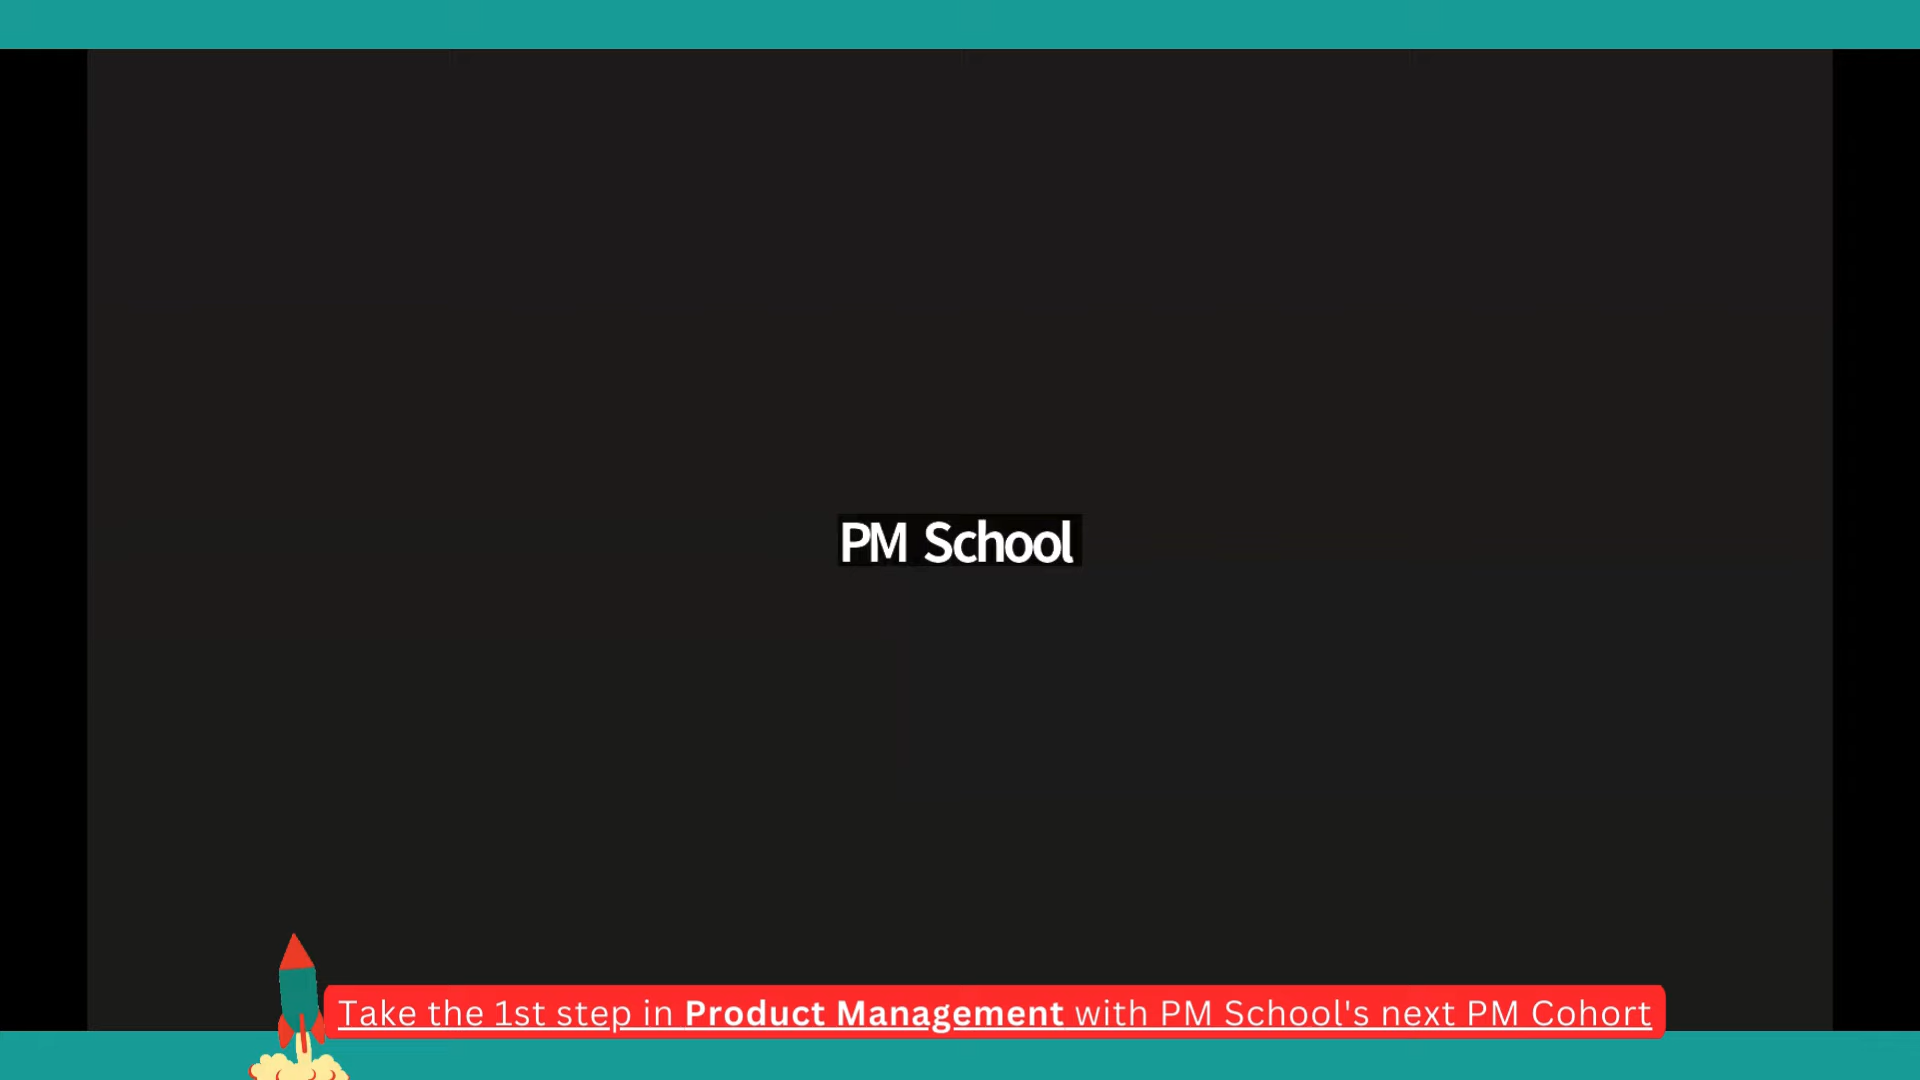 PM School
Take the 1st step in Product Management with PM School's next PM Cohort